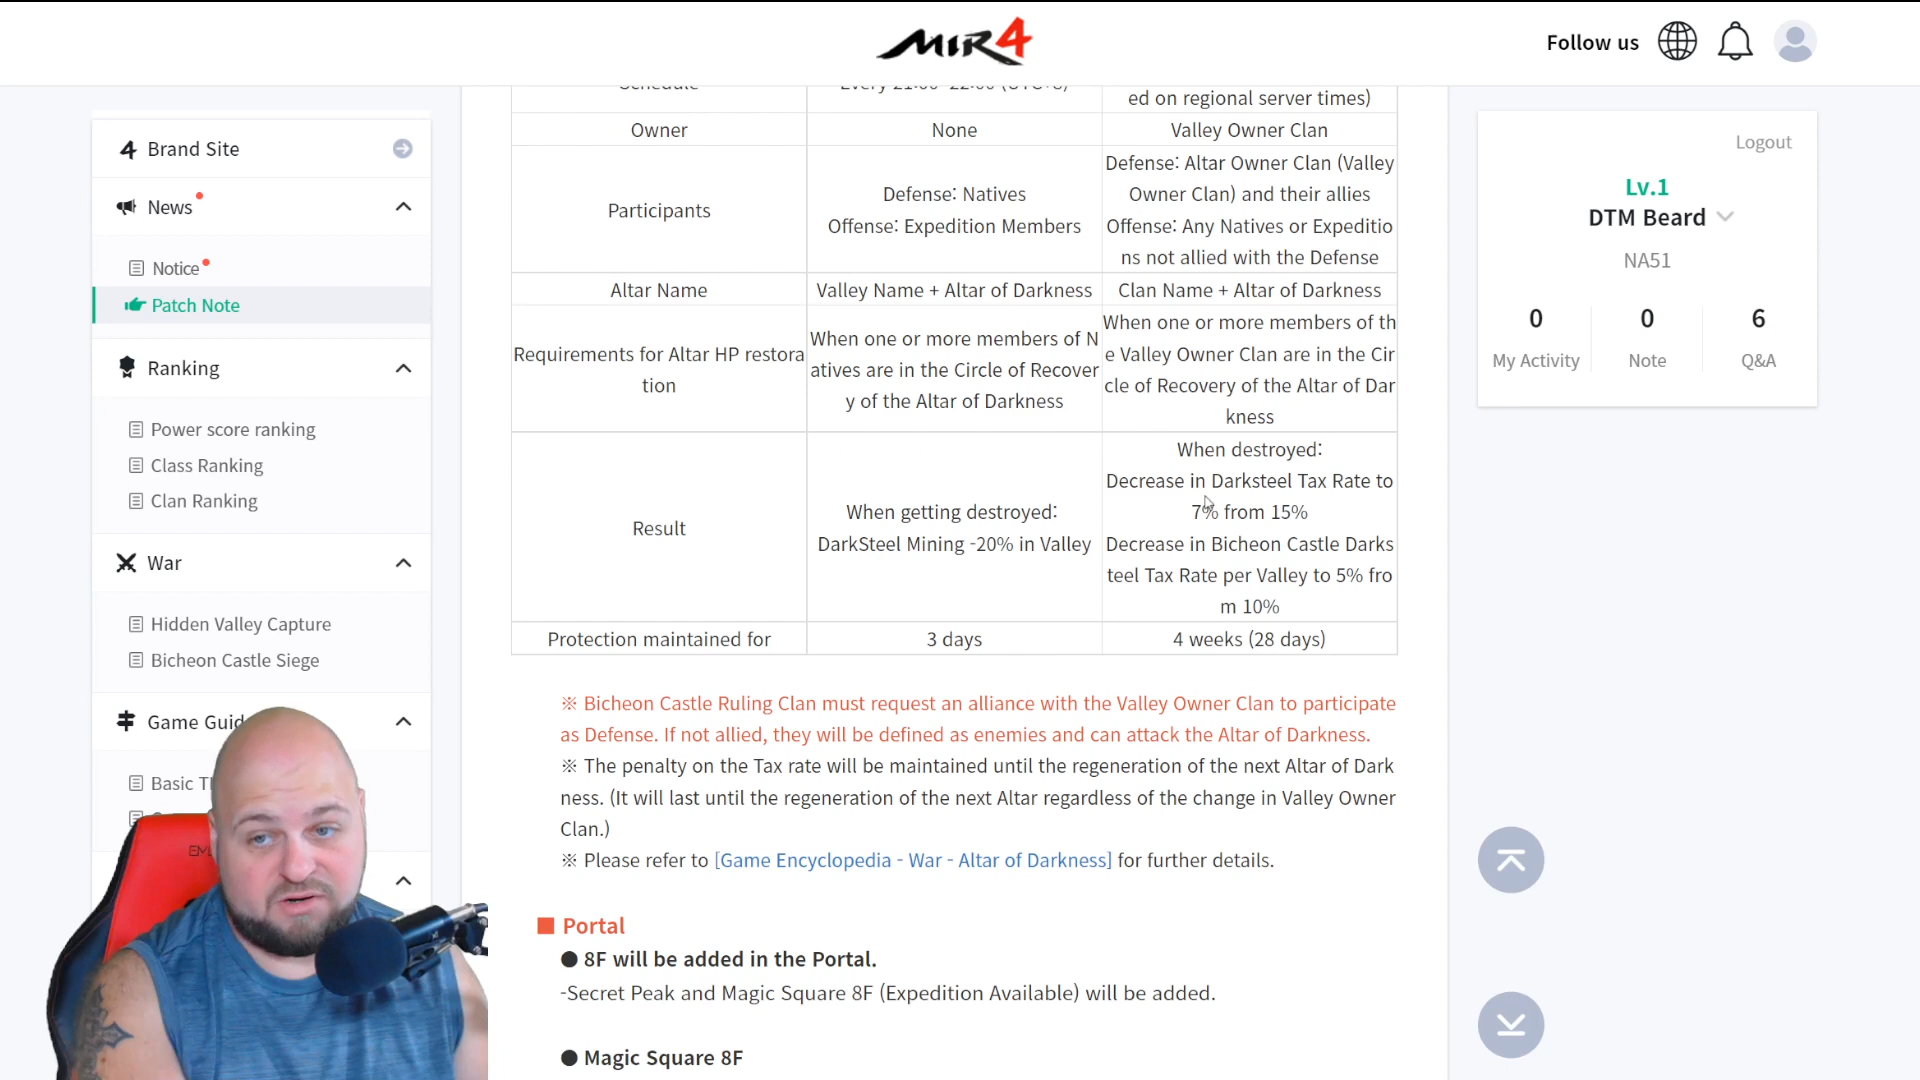 MIR4
Follow us
Schedule
Every 21:00~22:00 (UTC+8)
ed on regional server times)
Owner
None
Valley Owner Clan
Participants
Defense: Natives
Offense: Expedition Members
Defense: Altar Owner Clan (Valley
Owner Clan) and their allies
Offense: Any Natives or Expeditio
ns not allied with the Defense
Altar Name
Valley Name + Altar of Darkness
Clan Name + Altar of Darkness
Requirements for Altar HP restora
tion
When one or more members of N
atives are in the Circle of Recover
y of the Altar of Darkness
When one or more members of th
e Valley Owner Clan are in the Cir
cle of Recovery of the Altar of Dar
kness
Result
When getting destroyed:
DarkSteel Mining -20% in Valley
When destroyed:
Decrease in Darksteel Tax Rate to
7% from 15%
Decrease in Bicheon Castle Darks
teel Tax Rate per Valley to 5% fro
m 10%
Protection maintained for
3 days
4 weeks (28 days)
※ Bicheon Castle Ruling Clan must request an alliance with the Valley Owner Clan to participate
as Defense. If not allied, they will be defined as enemies and can attack the Altar of Darkness.
※ The penalty on the Tax rate will be maintained until the regeneration of the next Altar of Dark
ness. (It will last until the regeneration of the next Altar regardless of the change in Valley Owner
Clan.)
※ Please refer to [Game Encyclopedia - War - Altar of Darkness] for further details.
■ Portal
● 8F will be added in the Portal.
-Secret Peak and Magic Square 8F (Expedition Available) will be added.
● Magic Square 8F
4 Brand Site
News
Notice
Patch Note
Ranking
Power score ranking
Class Ranking
Clan Ranking
War
Hidden Valley Capture
Bicheon Castle Siege
Game Guid
Basic T
Logout
Lv.1
DTM Beard
NA51
0
My Activity
0
Note
6
Q&A